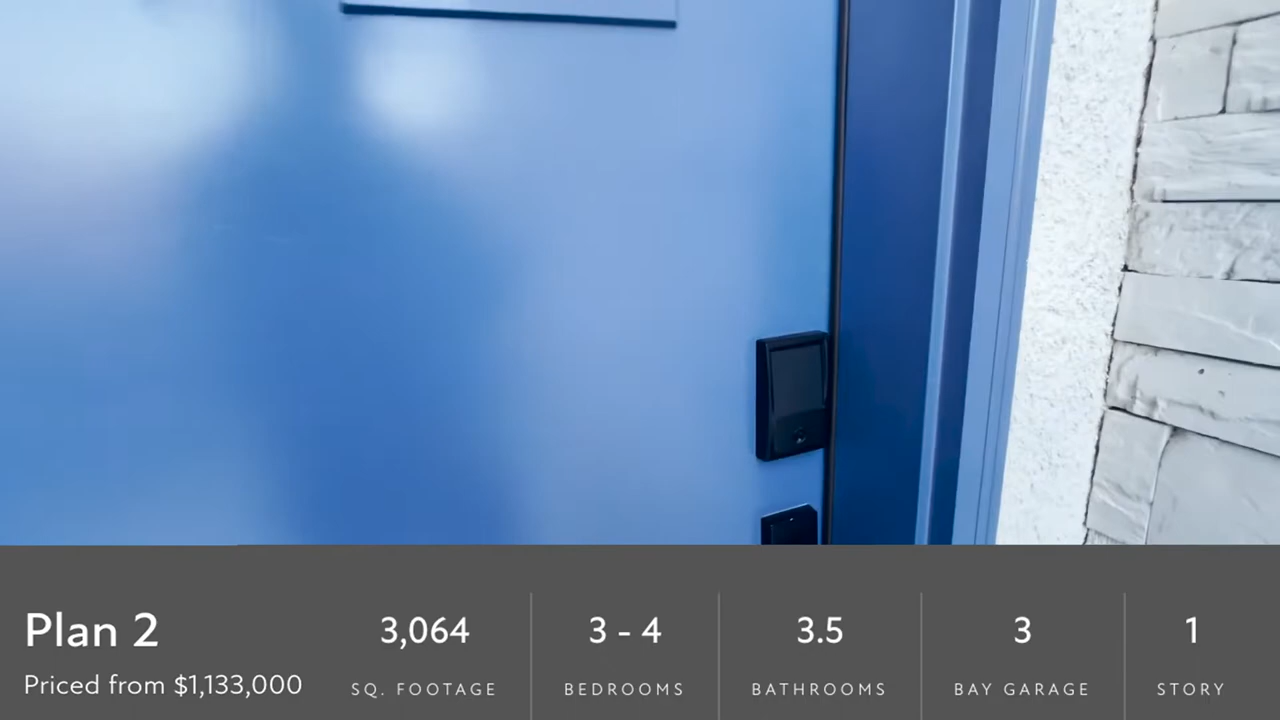 Plan 2
Priced from $1,133,000
3,064
SQ. FOOTAGE
3 - 4
BEDROOMS
3.5
BATHROOMS
3
BAY GARAGE
1
STORY